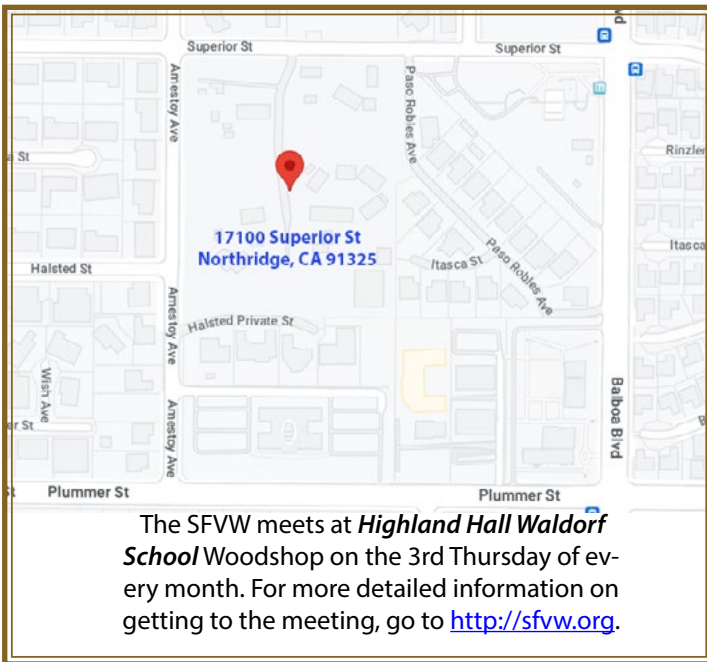 vd
Superior St
Superior St
Amestoy Ave
Paso Robles Ave
a St
Rinzler
17100 Superior St
Northridge, CA 91325
Itasca
Halsted St
Itasca St
Paso Robles Ave
Amestoy Ave
Halsted Private St
Wish Ave
Balboa Blvd
Amestoy Ave
er St
St
Plummer St
Plummer St
The SFVW meets at Highland Hall Waldorf
School Woodshop on the 3rd Thursday of ev-
ery month. For more detailed information on
getting to the meeting, go to http://sfvw.org.